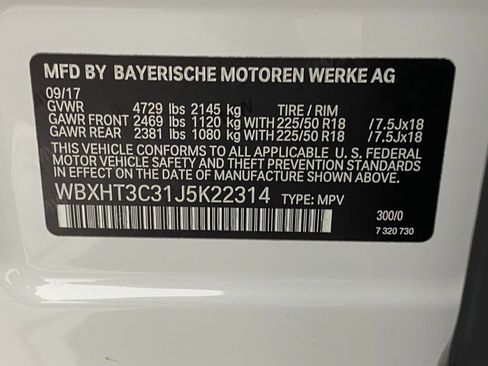 MFD BY BAYERISCHE MOTOREN WERKE AG
09/17
GVWR 4729 lbs 2145 kg TIRE / RIM
GAWR FRONT 2469 lbs 1120 kg WITH 225/50 R18 /7.5Jx18
GAWR REAR 2381 lbs 1080 kg WITH 225/50 R18 /7.5Jx18
THIS VEHICLE CONFORMS TO ALL APPLICABLE U. S. FEDERAL
MOTOR VEHICLE SAFETY AND THEFT PREVENTION STANDARDS
IN EFFECT ON THE DATE OF MANUFACTURE SHOWN ABOVE.
WBXHT3C31J5K22314 TYPE: MPV
300/0
7 320 730